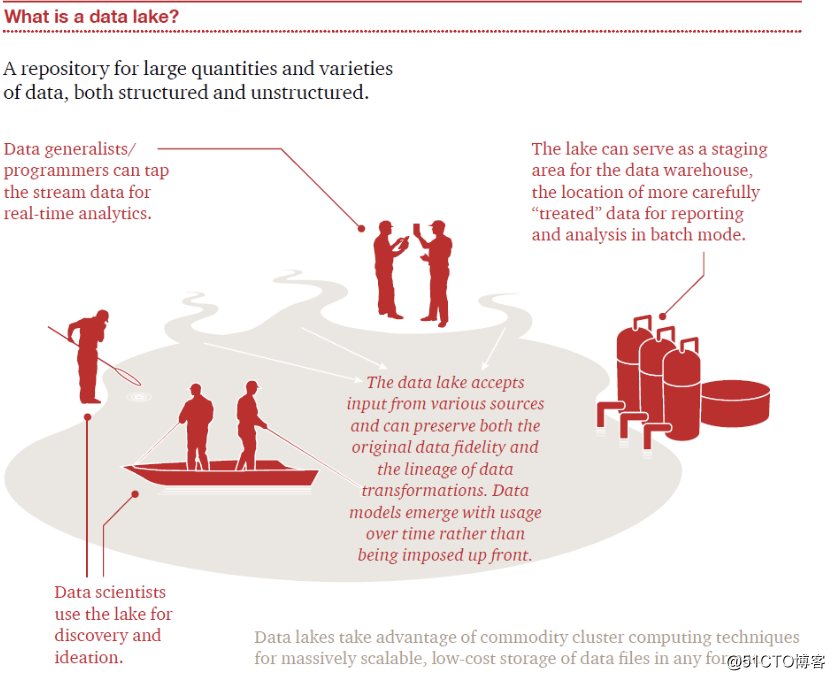 What is a data lake?
A repository for large quantities and varieties
of data, both structured and unstructured.
Data generalists/
programmers can tap
the stream data for
real-time analytics.
The lake can serve as a staging
area for the data warehouse,
the location of more carefully
“treated” data for reporting
and analysis in batch mode.
The data lake accepts
input from various sources
and can preserve both the
original data fidelity and
the lineage of data
transformations. Data
models emerge with usage
over time rather than
being imposed up front.
Data scientists
use the lake for
discovery and
ideation.
Data lakes take advantage of commodity cluster computing techniques
for massively scalable, low-cost storage of data files in any
@51CTO博客